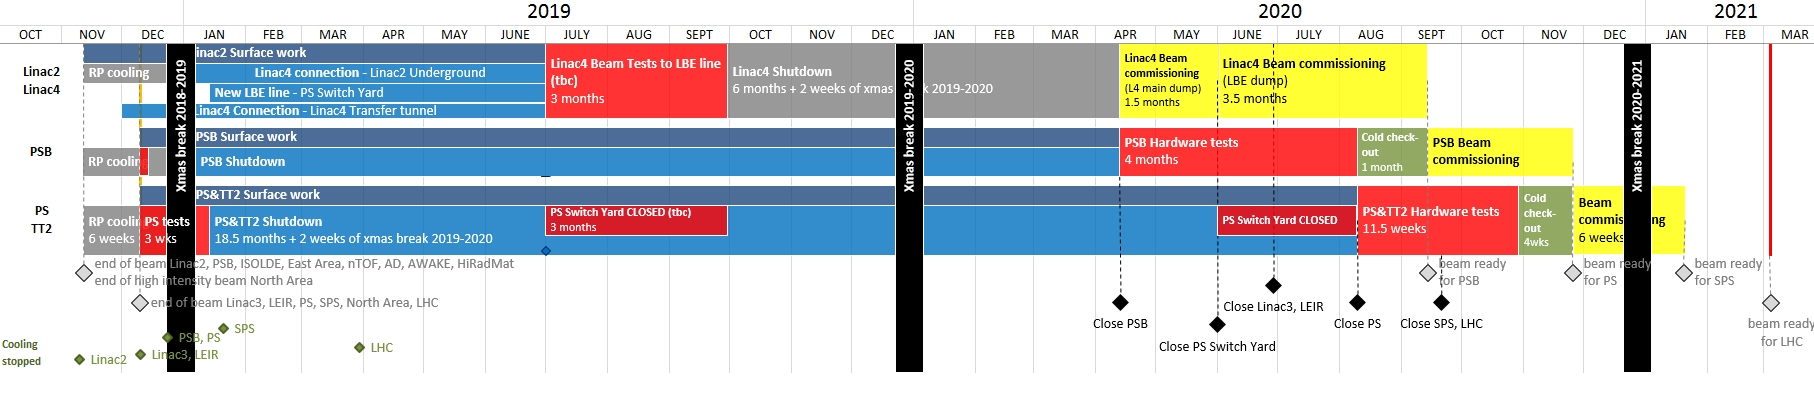 2019
2020
2021
OCT NOV DEC JAN FEB MAR APR MAY JUNE JULY AUG SEPT OCT NOV DEC JAN FEB MAR APR MAY JUNE JULY AUG SEPT OCT NOV DEC JAN FEB MAR
Linac2
Linac4
inac2 Surface work
RP cooling
Linac4 connection - Linac2 Underground
New LBE line - PS Switch Yard
Linac4 Connection - Linac4 Transfer tunnel
Xmas break 2018-2019
Linac4 Beam Tests to LBE line
(tbc)
3 months
Linac4 Shutdown
6 months + 2 weeks of xmas
k 2019-2020
Xmas break 2019-2020
Linac4 Beam
commissioning
(L4 main dump)
1.5 months
Linac4 Beam commissioning
(LBE dump)
3.5 months
Xmas break 2020-2021
PSB
PSB Surface work
RP coolin
PSB Shutdown
PSB Hardware tests
4 months
Cold check-
out
1 month
PSB Beam
commissioning
PS
TT2
PS&TT2 Surface work
RP coolin
6 weeks
PS tests
3 wks
PS&TT2 Shutdown
18.5 months + 2 weeks of xmas break 2019-2020
PS Switch Yard CLOSED (tbc)
3 months
PS Switch Yard CLOSED
PS&TT2 Hardware tests
11.5 weeks
Cold
check-
out
4wks
Beam
commis ng
6 weeks
end of beam Linac2, PSB, ISOLDE, East Area, nTOF, AD, AWAKE, HiRadMat
end of high intensity beam North Area
end of beam Linac3, LEIR, PS, SPS, North Area, LHC
beam ready
for PSB
beam ready
for PS
beam ready
for SPS
beam ready
for LHC
Close PSB
Close Linac3, LEIR
Close PS Switch Yard
Close PS
Close SPS, LHC
Cooling
stopped
Linac2
Linac3, LEIR
PSB, PS
SPS
LHC